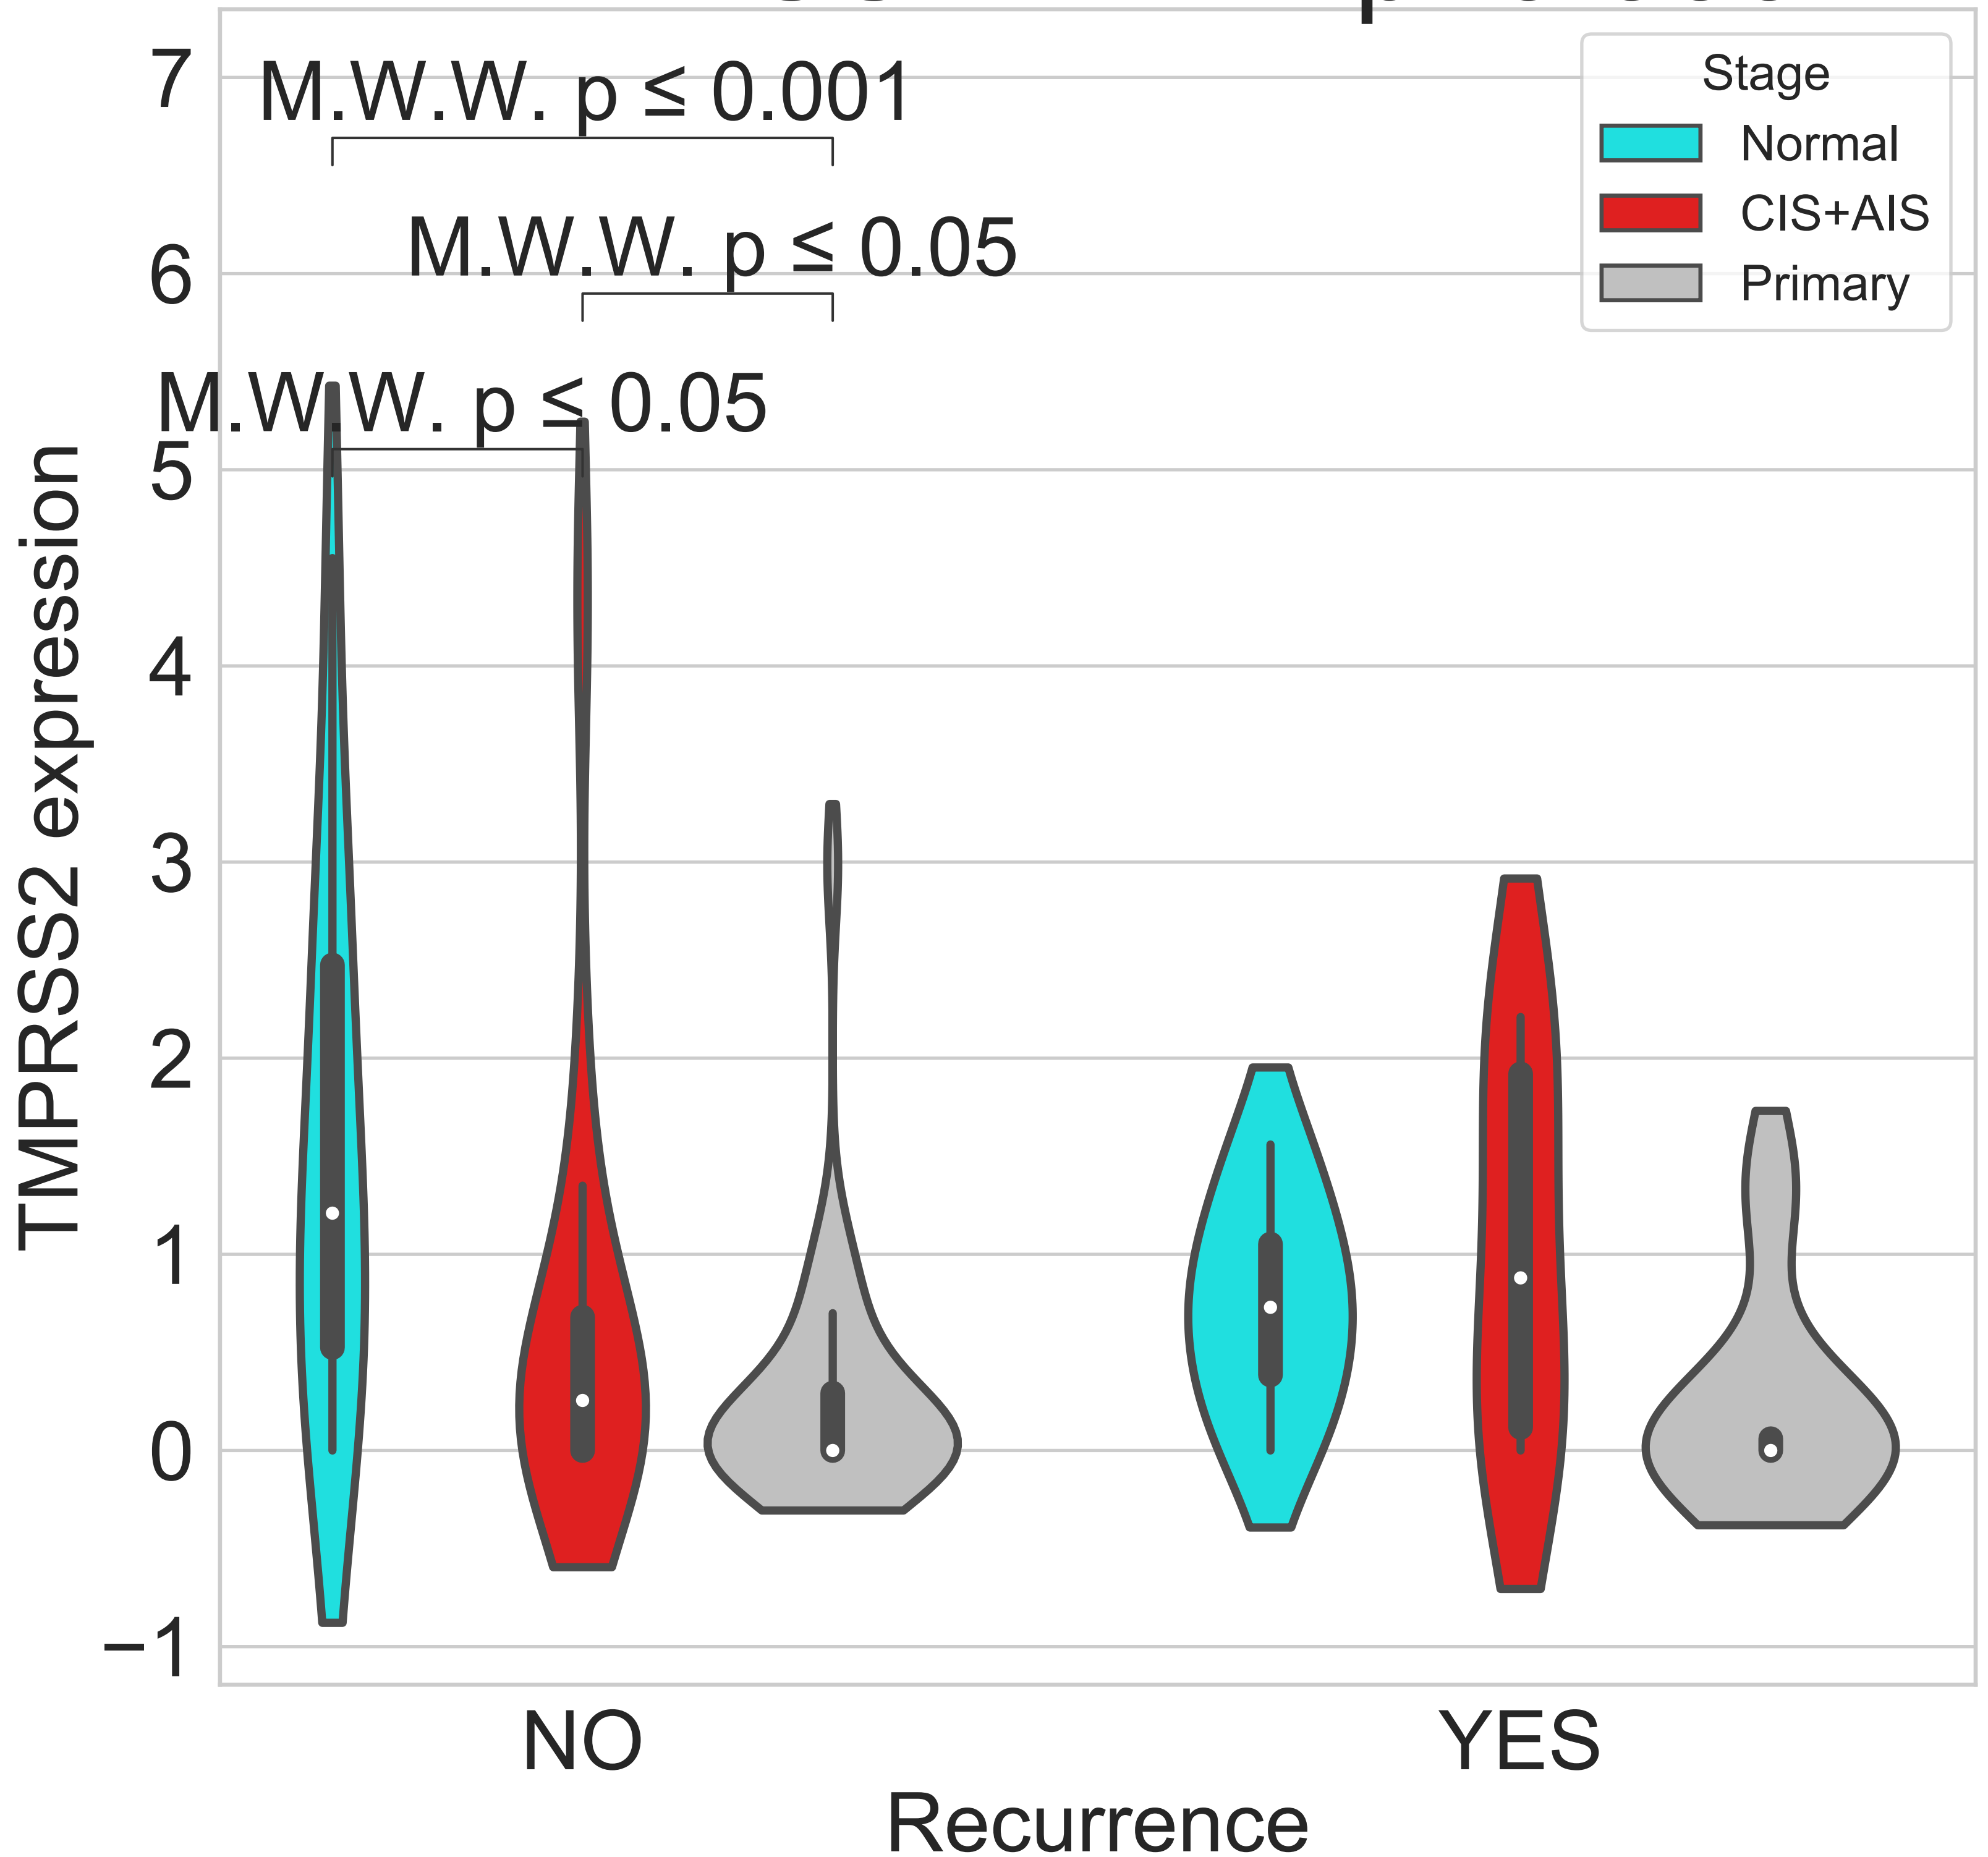 7
M.W.W. p ≤ 0.001
Stage
Normal
CIS+AIS
Primary
6
M.W.W. p ≤ 0.05
M.W.W. p ≤ 0.05
5
4
3
2
1
0
−1
TMPRSS2 expression
NO
YES
Recurrence